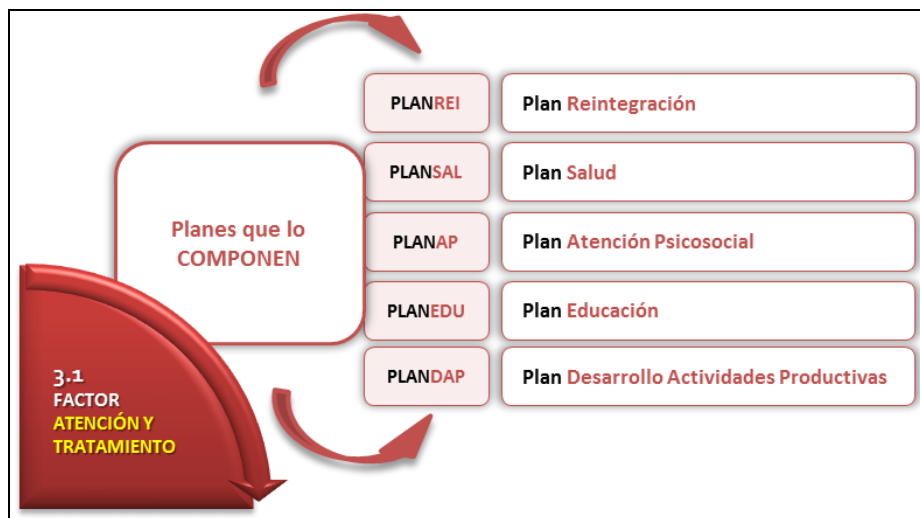 PLANREI
Plan Reintegración
PLANSAL
Plan Salud
Planes que lo
COMPONEN
PLANAP
Plan Atención Psicosocial
PLANEDU
Plan Educación
PLANDAP
Plan Desarrollo Actividades Productivas
3.1
FACTOR
ATENCIÓN Y
TRATAMIENTO